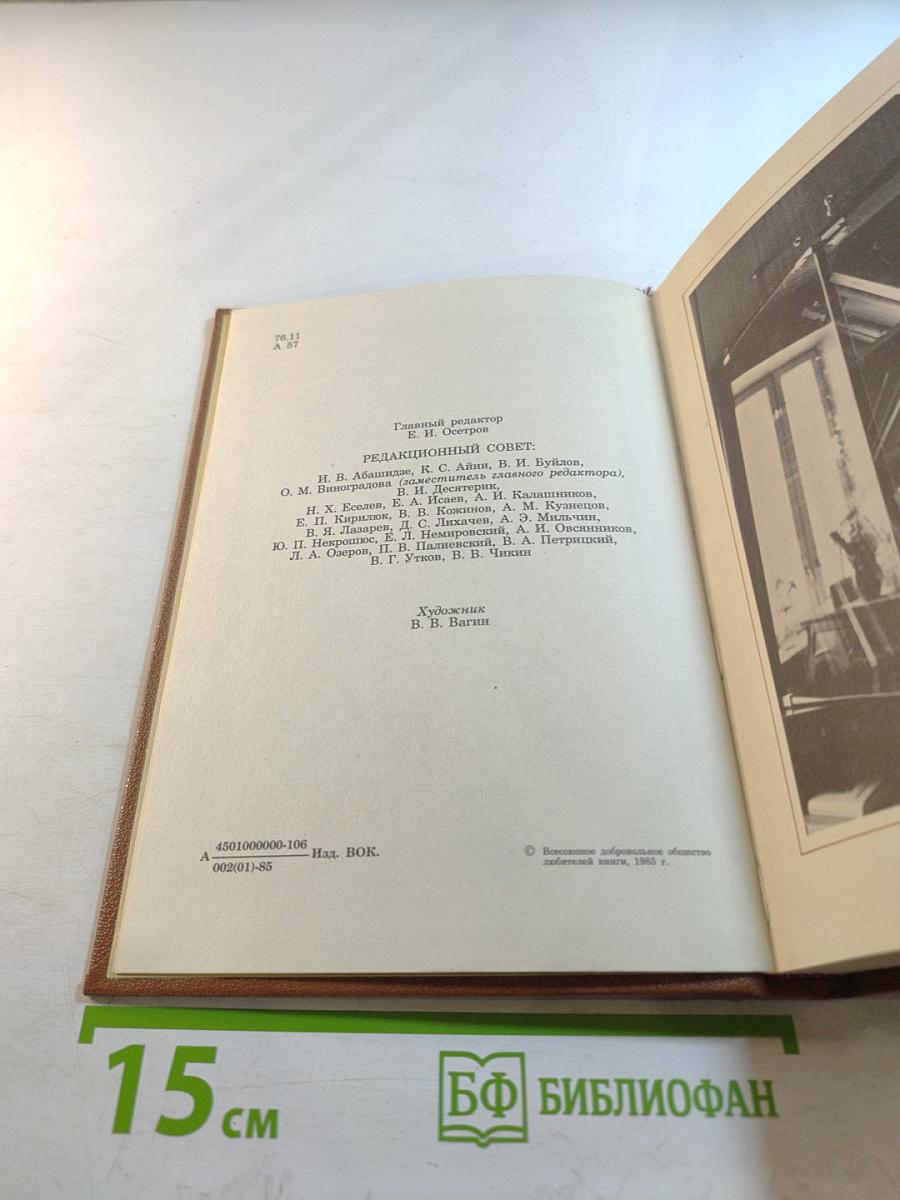 76.11
А 57
Главный редактор
Е. И. Осетров
РЕДАКЦИОННЫЙ СОВЕТ:
И. В. Абашидзе, К. С. Айни, В. И. Буйлов,
О. М. Виноградова (заместитель главного редактора),
В. И. Десятерик,
Н. Х. Еселев, Е. А. Исаев, А. И. Калашников,
Е. П. Кирилюк, В. В. Кожинов, А. М. Кузнецов,
В. Я. Лазарев, Д. С. Лихачев, А. Э. Мильчин,
Ю. П. Некрошюс, Е. Л. Немировский, А. И. Овсянников,
Л. А. Озеров, П. В. Палиевский, В. А. Петрицкий,
В. Г. Утков, В. В. Чикин
Художник
В. В. Вагин
А 4501000000-106 Изд. ВОК.
002(01)-85
© Всесоюзное добровольное общество
любителей книги, 1985 г.
15 см
БФ БИБЛИОФАН